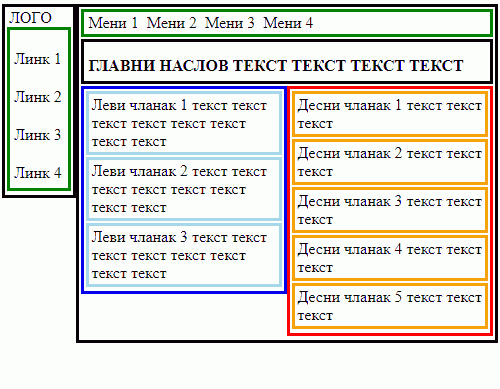 ЛОГО
Линк 1
Линк 2
Линк 3
Линк 4
Мени 1 Мени 2 Мени 3 Мени 4
ГЛАВНИ НАСЛОВ ТЕКСТ ТЕКСТ ТЕКСТ ТЕКСТ
Леви чланак 1 текст текст
текст текст текст текст
текст текст
Леви чланак 2 текст текст
текст текст текст текст
текст текст
Леви чланак 3 текст текст
текст текст текст текст
текст текст
Десни чланак 1 текст текст
текст
Десни чланак 2 текст текст
текст
Десни чланак 3 текст текст
текст
Десни чланак 4 текст текст
текст
Десни чланак 5 текст текст
текст